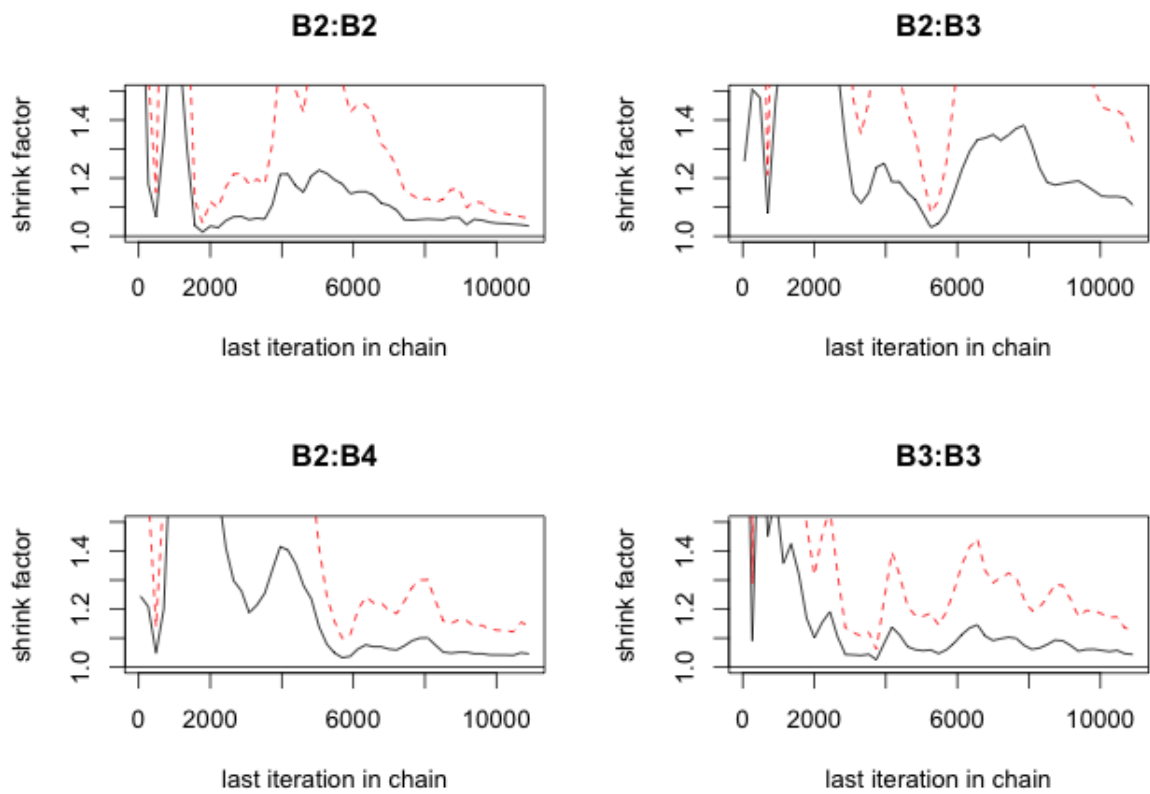 B2:B2
shrink factor
1.0 1.2 1.4
0 2000 6000 10000
last iteration in chain
B2:B3
shrink factor
1.0 1.2 1.4
0 2000 6000 10000
last iteration in chain
B2:B4
shrink factor
1.0 1.2 1.4
0 2000 6000 10000
last iteration in chain
B3:B3
shrink factor
1.0 1.2 1.4
0 2000 6000 10000
last iteration in chain